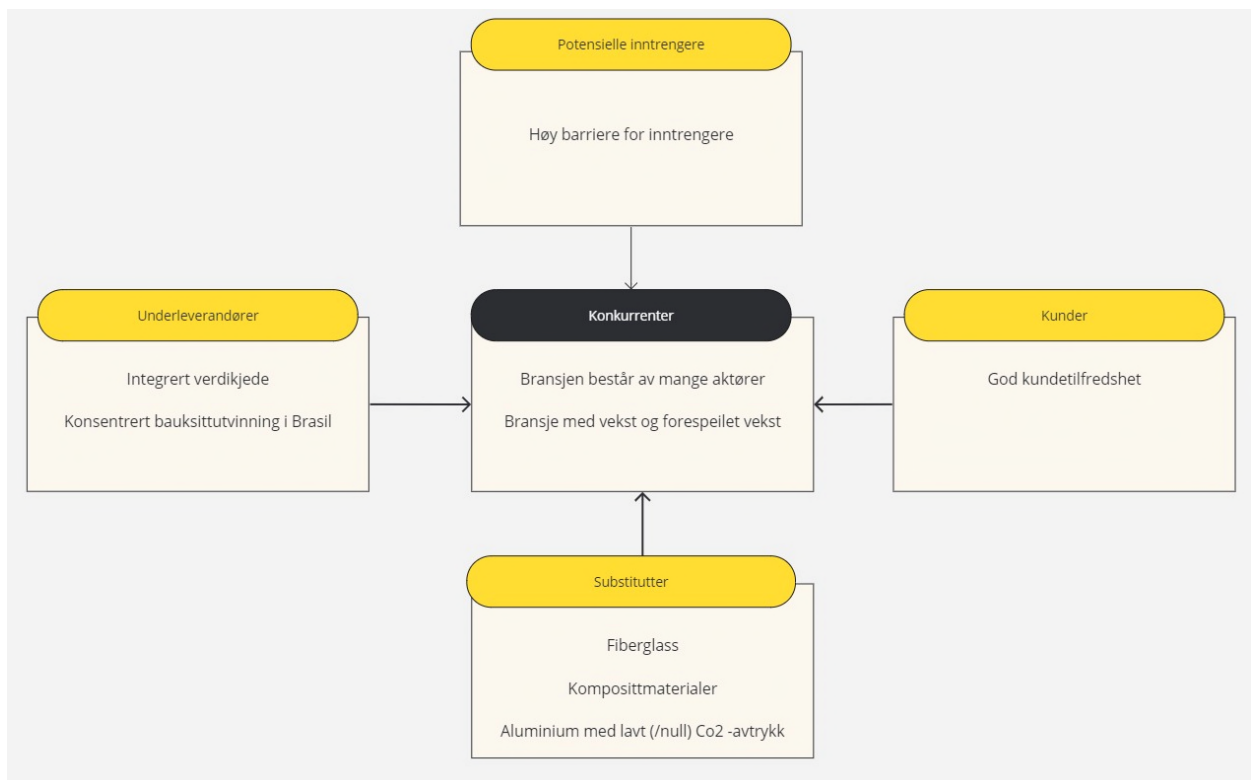 Potensielle inntrengere
Høy barriere for inntrengere
Underleverandører
Integrert verdikjede
Konsentrert bauksittutvinning i Brasil
Konkurrenter
Bransjen består av mange aktører
Bransje med vekst og forespeilet vekst
Kunder
God kundetilfredshet
Substitutter
Fiberglass
Komposittmaterialer
Aluminium med lavt (/null) Co2 -avtrykk